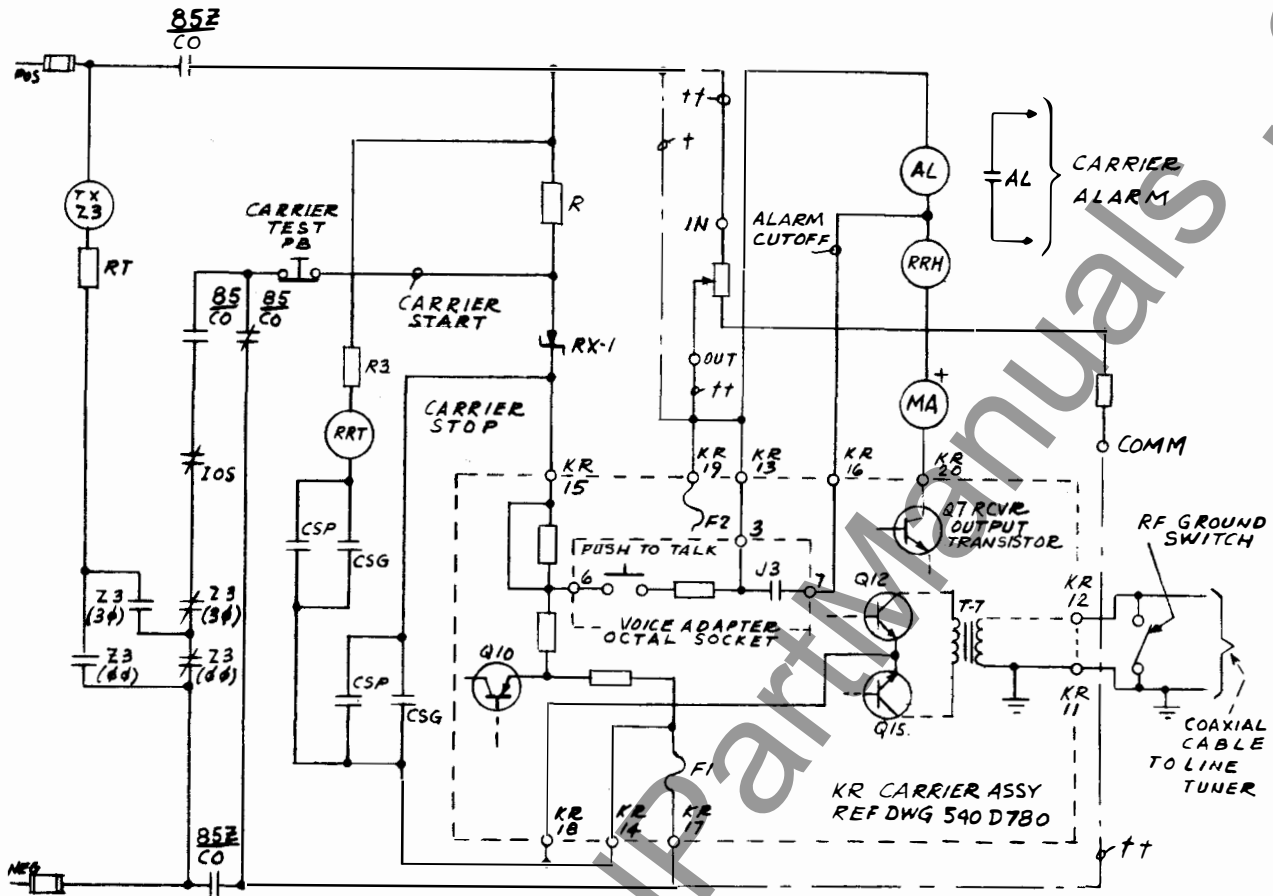 85Z
CO
POS
TX
Z3
RT
CARRIER
TEST
PB
85
CO
85
CO
CARRIER
START
R
RX-1
R3
RRT
CARRIER
STOP
IOS
CSP
CSG
CSP
CSG
Z3
(3ϕ)
Z3
(3ϕ)
Z3
(ϕϕ)
Z3
(ϕϕ)
85Z
CO
NEG
††
†
IN
OUT
††
ALARM
CUTOFF
AL
RRH
+
MA
AL
CARRIER
ALARM
COMM
KR
15
KR
19
KR
13
KR
16
KR
20
F2
3
PUSH TO TALK
6
J3
7
VOICE ADAPTER
OCTAL SOCKET
Q7 RCVR
OUTPUT
TRANSISTOR
Q12
Q15.
T-7
Q10
F1
KR
12
KR
11
RF GROUND
SWITCH
COAXIAL
CABLE
TO LINE
TUNER
KR CARRIER ASSY
REF DWG 540D780
KR
18
KR
14
KR
17
††
IPartManuals